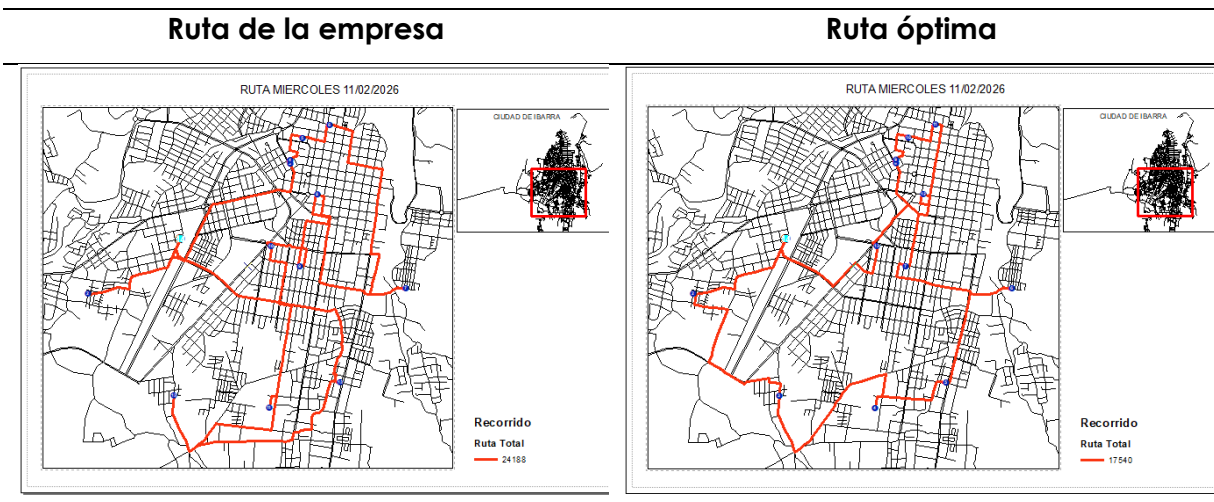 Ruta de la empresa
Ruta óptima
RUTA MIERCOLES 11/02/2026
CIUDAD DE IBARRA
Recorrido
Ruta Total
24188
RUTA MIERCOLES 11/02/2026
CIUDAD DE IBARRA
Recorrido
Ruta Total
17540